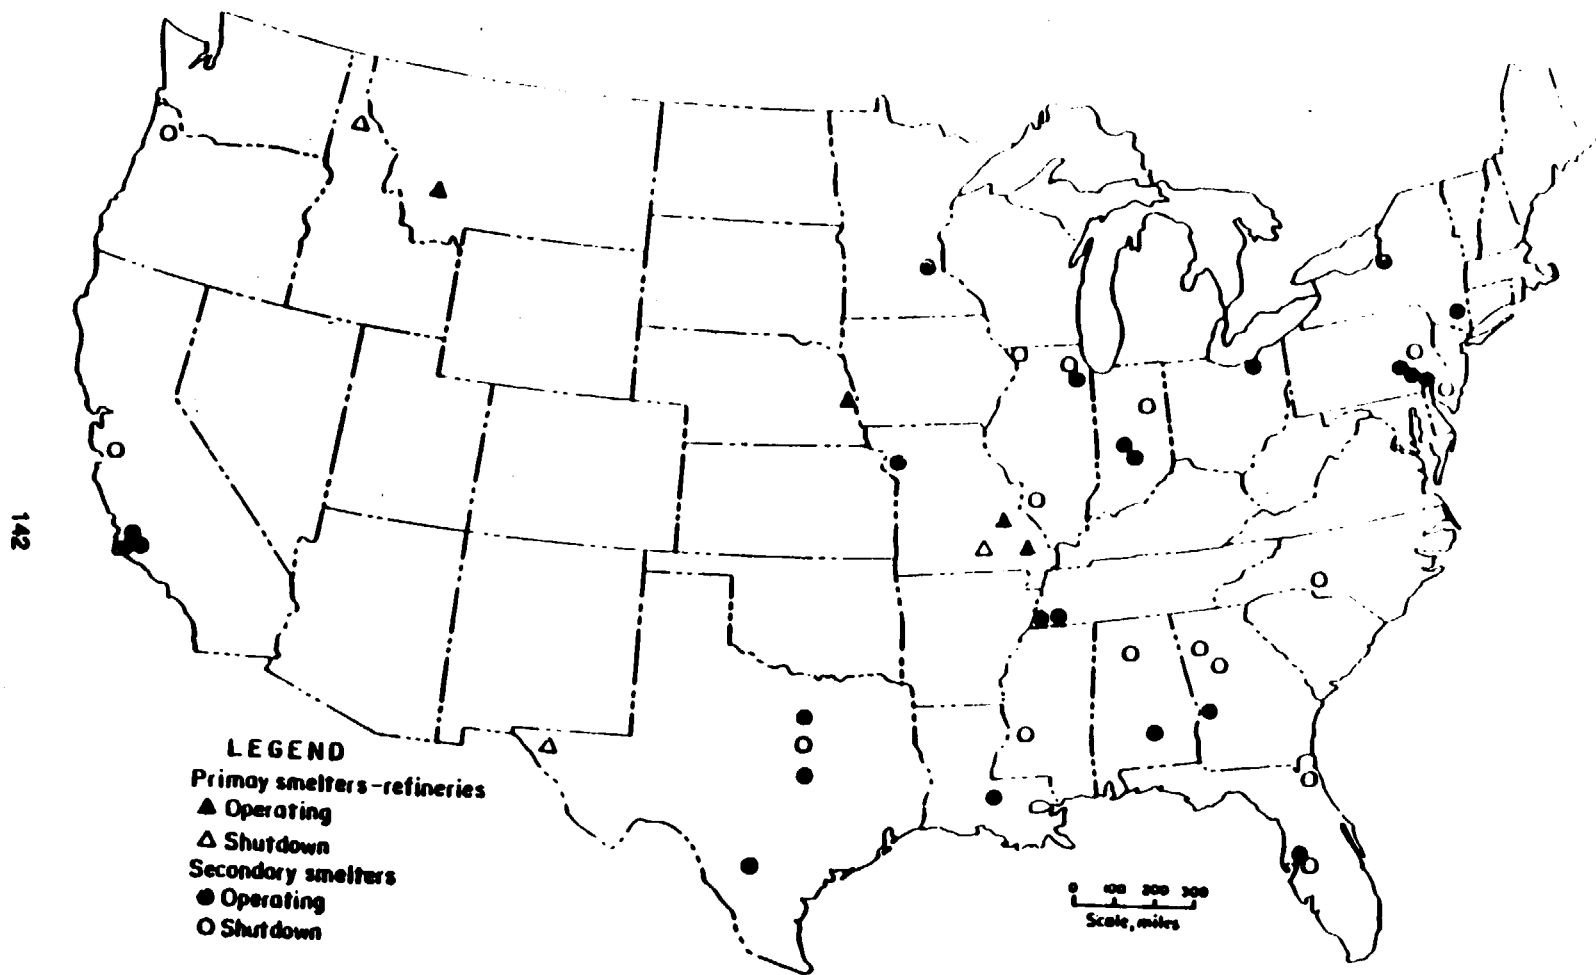 LEGEND
Primay smelters-refineries
Operating
Shutdown
Secondary smelters
Operating
Shutdown
0 100 200 300
Scale, miles
142